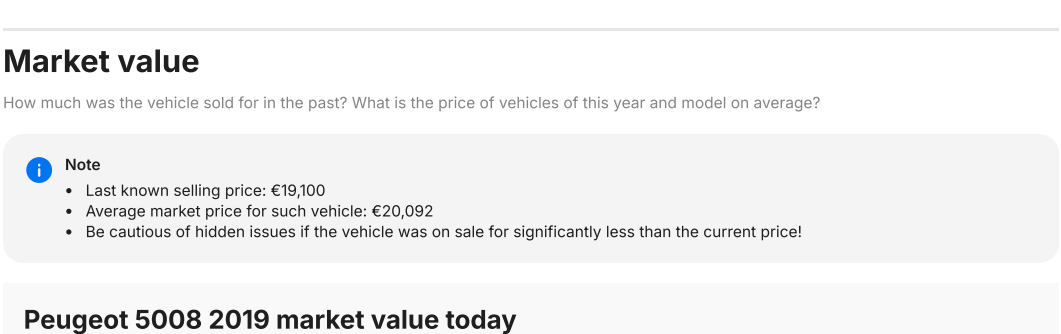 Market value
How much was the vehicle sold for in the past? What is the price of vehicles of this year and model on average?
Note
• Last known selling price: €19,100
• Average market price for such vehicle: €20,092
• Be cautious of hidden issues if the vehicle was on sale for significantly less than the current price!
Peugeot 5008 2019 market value today